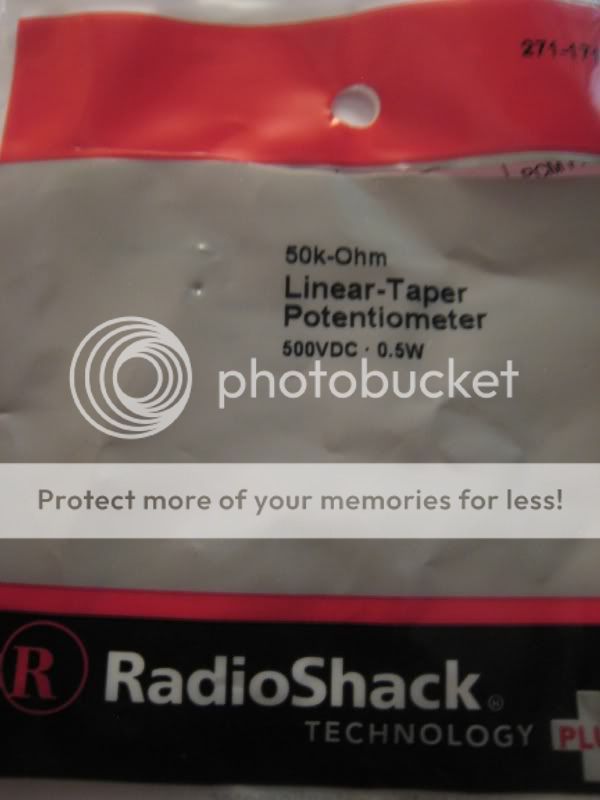 50k-Ohm
Linear-Taper
Potentiometer
500VDC · 0.5W
photobucket
Protect more of your memories for less!
R RadioShack®
TECHNOLOGY